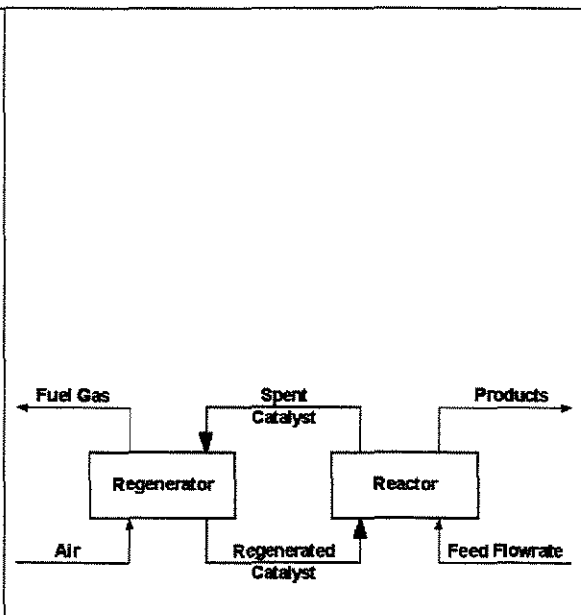 Fuel Gas
Spent
Catalyst
Products
Regenerator
Reactor
Air
Regenerated
Catalyst
Feed Flowrate